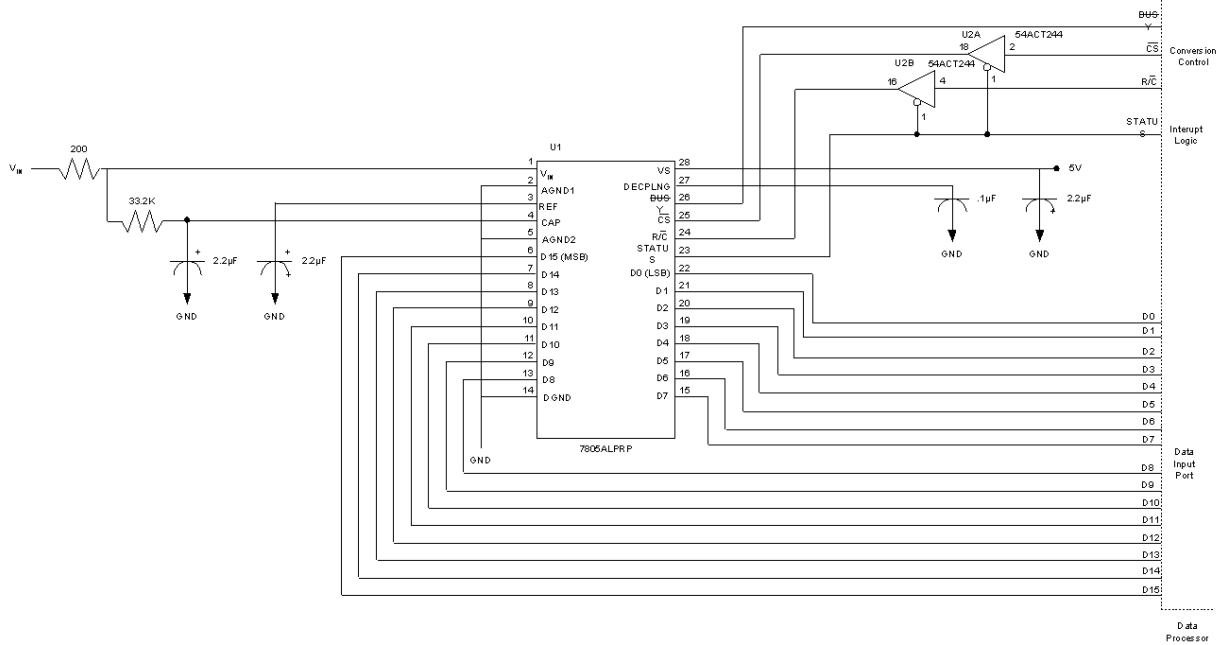 BUS
Y
U2A
54ACT244
18
2
CS
Conversion
Control
1
U2B
54ACT244
16
4
R/C
1
STATU
S
Interupt
Logic
U1
200
VIN
33.2K
2.2µF
+
GND
2.2µF
+
+
GND
1
VIN
2
AGND1
3
REF
4
CAP
5
AGND2
6
D15 (MSB)
7
D14
8
D13
9
D12
10
D11
11
D10
12
D9
13
D8
14
DGND
GND
28
VS
27
DECPLNG
26
BUS
Y
25
CS
24
R/C
23
STATU
S
22
D0 (LSB)
21
D1
20
D2
19
D3
18
D4
17
D5
16
D6
15
D7
7805ALPRP
5V
.1µF
GND
2.2µF
+
GND
D0
D1
D2
D3
D4
D5
D6
D7
D8
D9
D10
D11
D12
D13
D14
D15
Data
Input
Port
Data
Processor